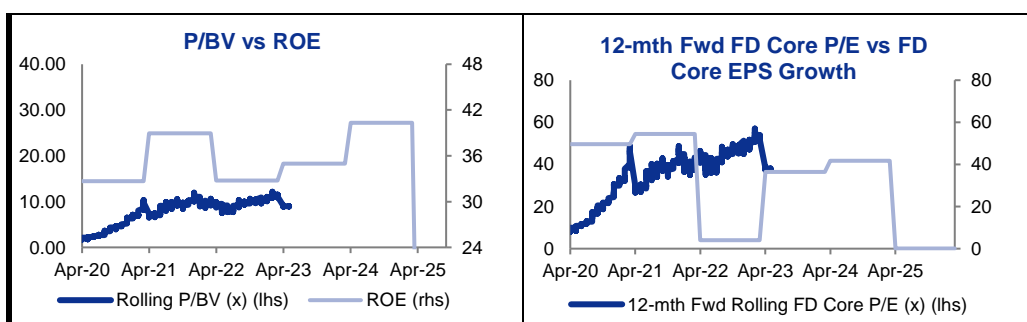 P/BV vs ROE
40.00
30.00
20.00
10.00
0.00
48
42
36
30
24
Apr-20 Apr-21 Apr-22 Apr-23 Apr-24 Apr-25
Rolling P/BV (x) (lhs) ROE (rhs)
12-mth Fwd FD Core P/E vs FD
Core EPS Growth
80
60
40
20
0
80
60
40
20
0
Apr-20 Apr-21 Apr-22 Apr-23 Apr-24 Apr-25
12-mth Fwd Rolling FD Core P/E (x) (lhs)